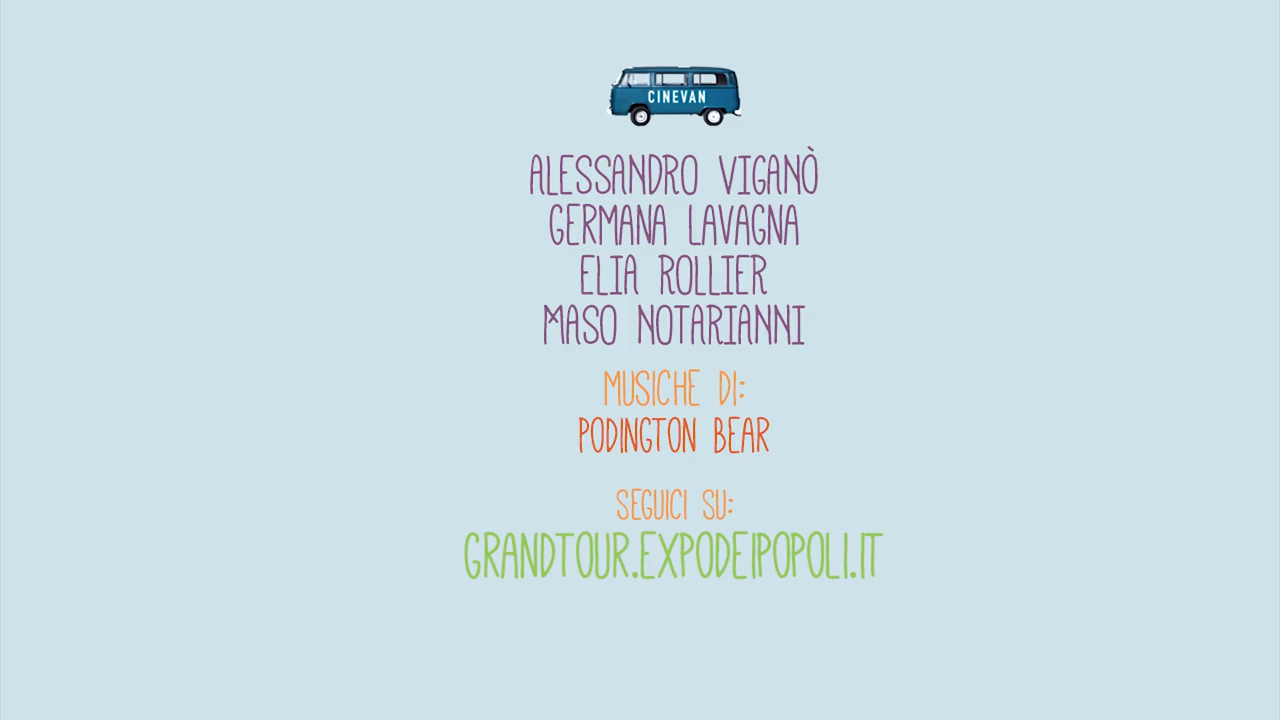 CINEVAN
ALESSANDRO VIGANÒ
GERMANA LAVAGNA
ELIA ROLLIER
MASO NOTARIANNI
MUSICHE DI:
PODINGTON BEAR
SEGUICI SU:
GRANDTOUR.EXPODEIPOPOLI.IT